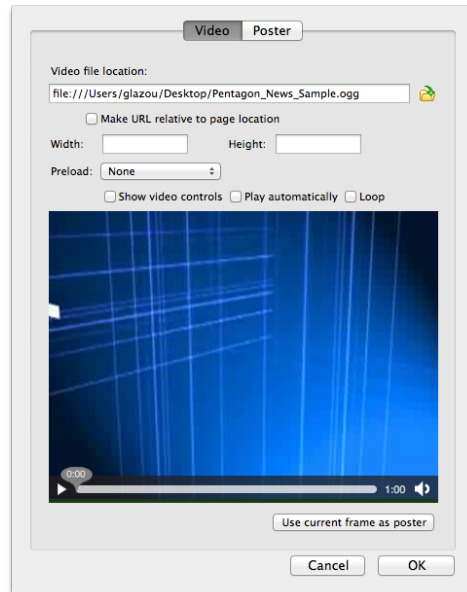 Video Poster
Video file location:
file:///Users/glazou/Desktop/Pentagon_News_Sample.ogg
Make URL relative to page location
Width: Height:
Preload: None
Show video controls Play automatically Loop
0:00
1:00
Use current frame as poster
Cancel OK